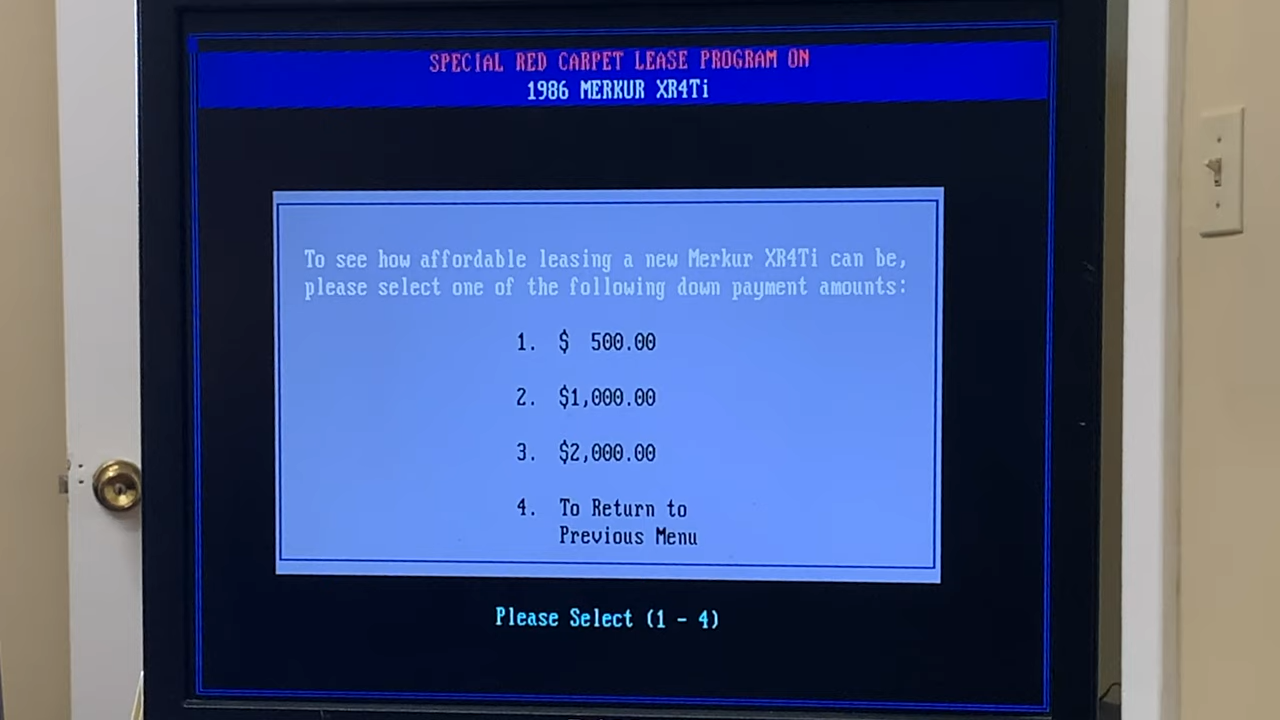 SPECIAL RED CARPET LEASE PROGRAM ON
1986 MERKUR XR4Ti
To see how affordable leasing a new Merkur XR4Ti can be,
please select one of the following down payment amounts:
1. $ 500.00
2. $1,000.00
3. $2,000.00
4. To Return to
Previous Menu
Please Select (1 - 4)